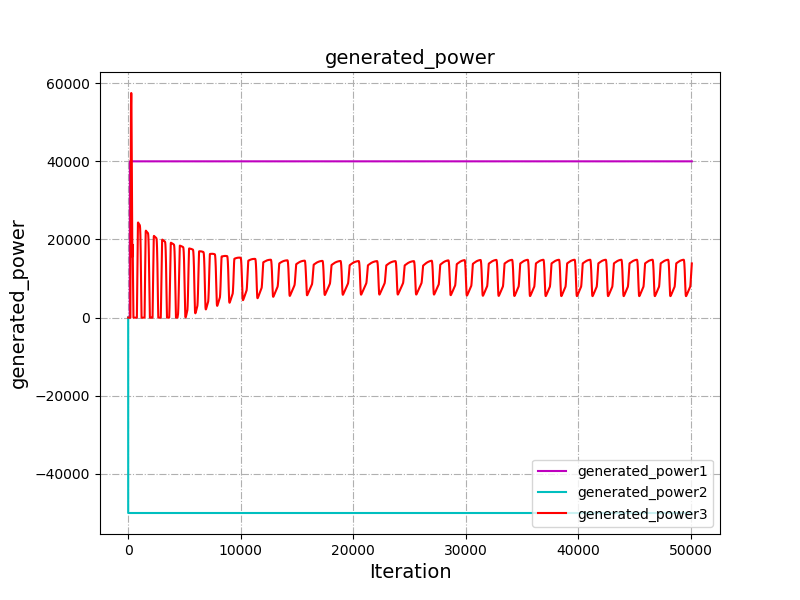 generated_power
generated_power
60000
40000
20000
0
−20000
−40000
0
10000
20000
30000
40000
50000
Iteration
generated_power1
generated_power2
generated_power3